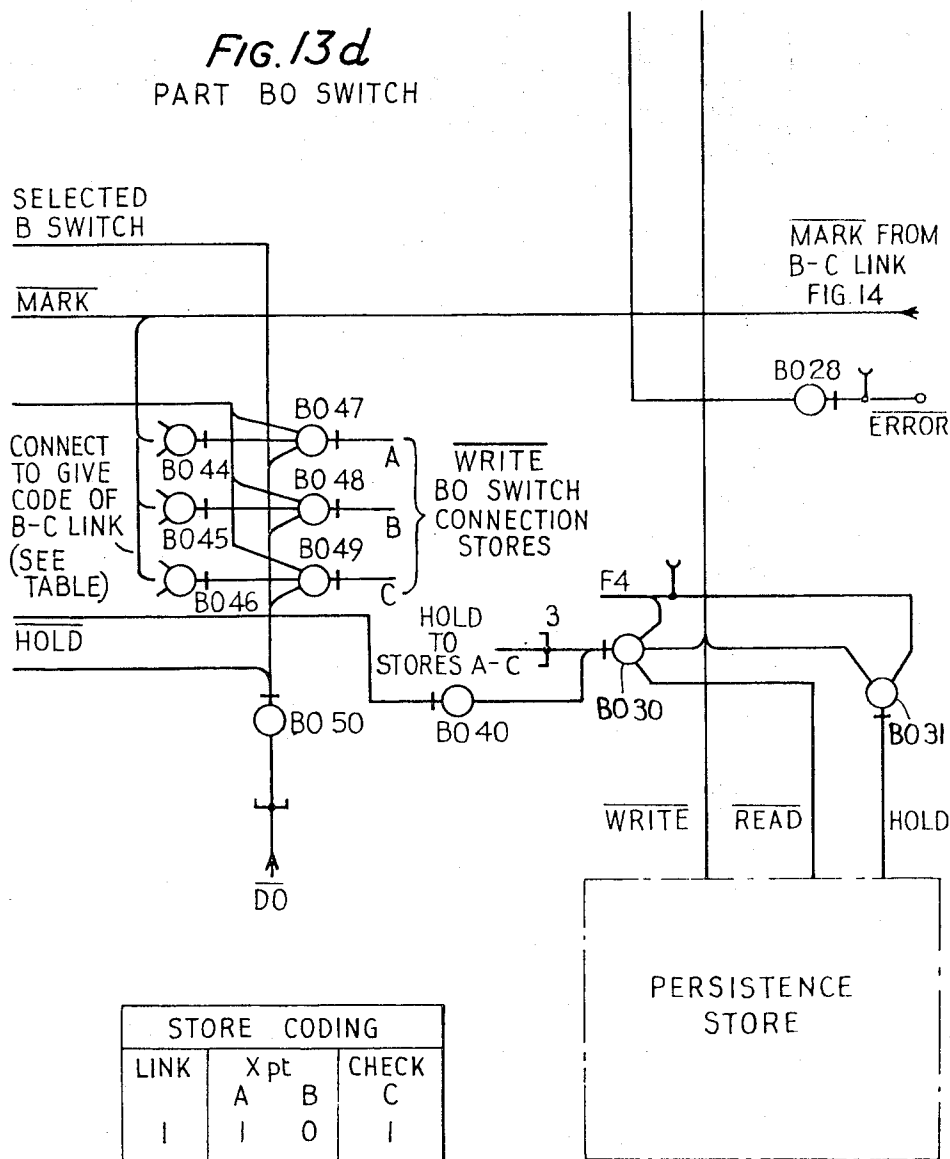 FIG. 13d
PART BO SWITCH
SELECTED
B SWITCH
MARK
MARK FROM
B-C LINK
FIG. 14
BO28
ERROR
BO47
A
BO44
CONNECT
TO GIVE
CODE OF
B-C LINK
(SEE
TABLE)
BO48
B
BO45
BO49
C
BO46
WRITE
BO SWITCH
CONNECTION
STORES
HOLD
F4
HOLD
TO
STORES A-C
3
BO30
BO40
BO31
BO50
WRITE
READ
HOLD
DO
PERSISTENCE
STORE
STORE CODING
LINK Xpt CHECK
A B C
1 1 0 1